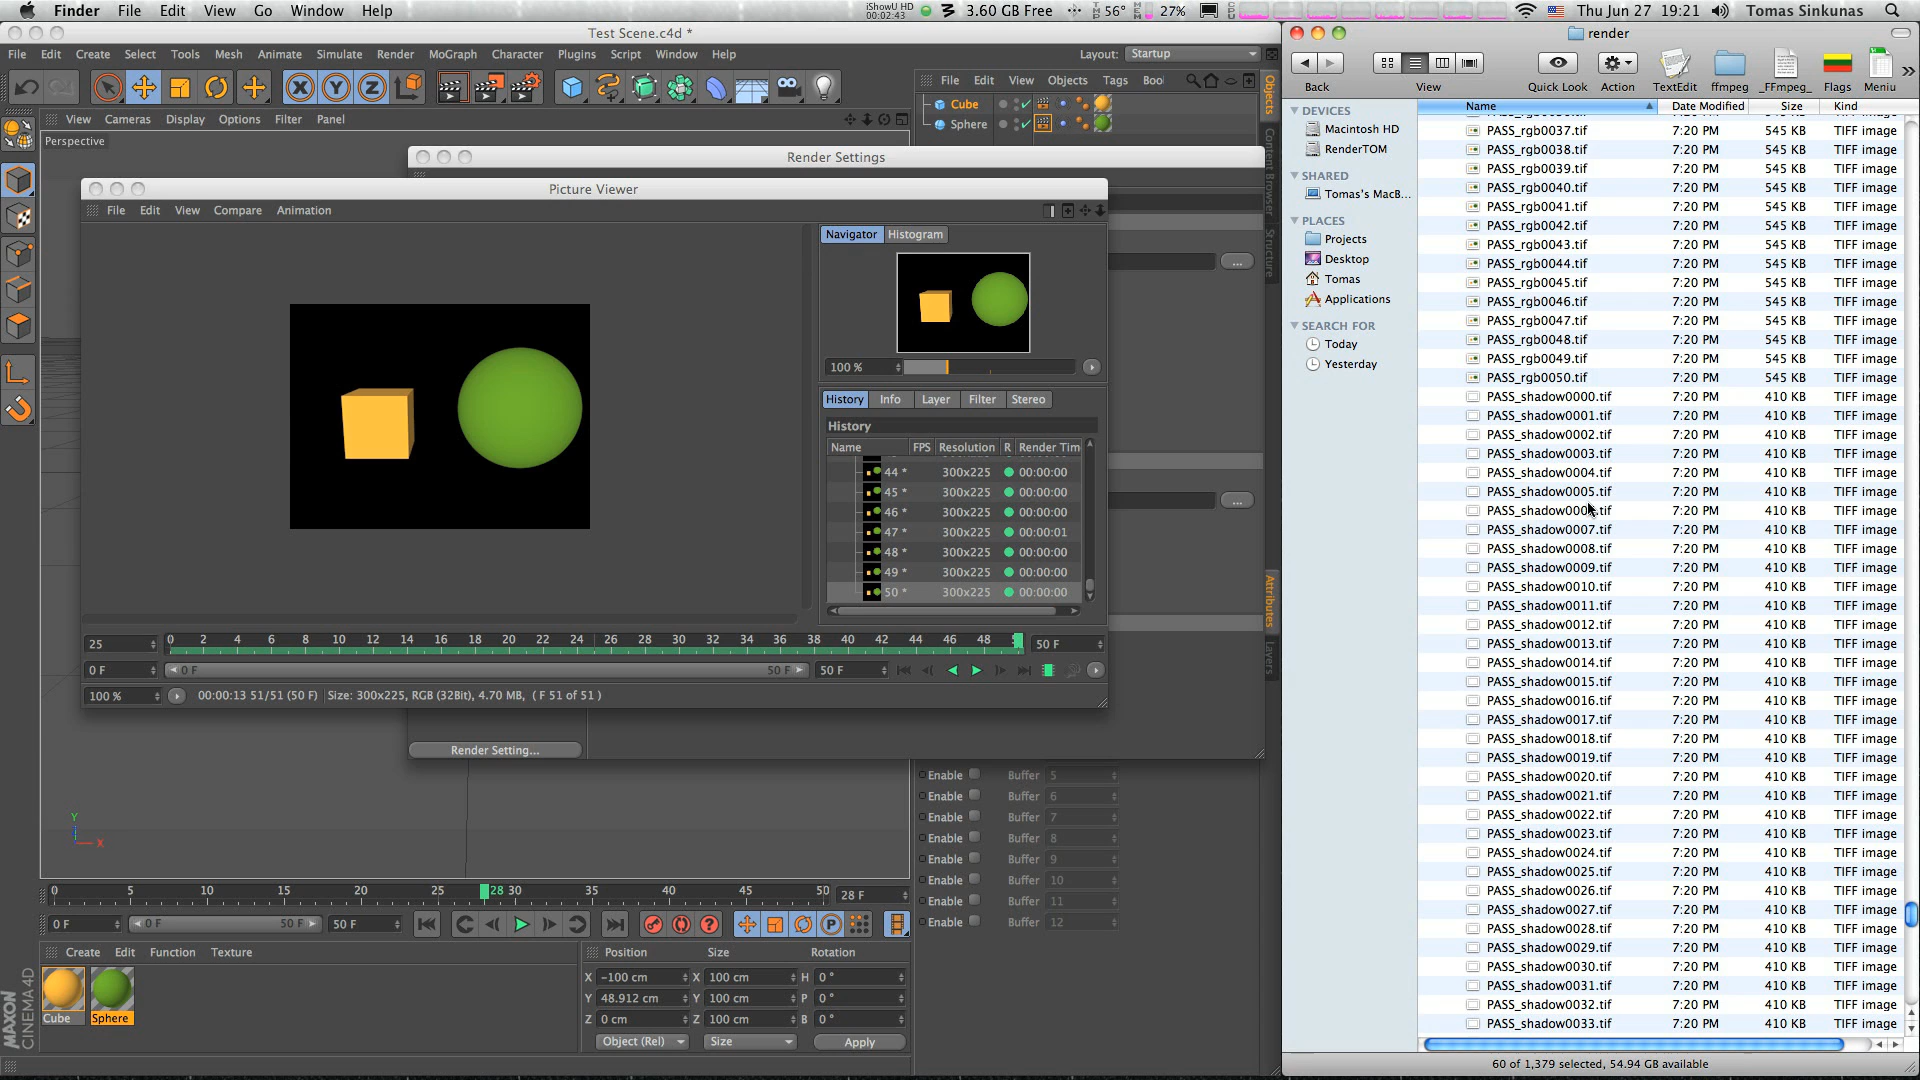 Finder File Edit View Go Window Help
iShowU HD 00:02:43 3.60 GB Free 56° 27% Thu Jun 27 19:21 Tomas Sinkunas
Test Scene.c4d *
File Edit Create Select Tools Mesh Animate Simulate Render MoGraph Character Plugins Script Window Help Layout: Startup
X Y Z
File Edit View Objects Tags Boo
Cube
Sphere
Objects
Content Browser
Structure
Attributes
Layers
View Cameras Display Options Filter Panel
Perspective
Render Settings
Picture Viewer
File Edit View Compare Animation
Navigator Histogram
100 %
History Info Layer Filter Stereo
History
Name FPS Resolution R Render Tim
44 * 300x225 00:00:00
45 * 300x225 00:00:00
46 * 300x225 00:00:00
47 * 300x225 00:00:01
48 * 300x225 00:00:00
49 * 300x225 00:00:00
50 * 300x225 00:00:00
25 0 2 4 6 8 10 12 14 16 18 20 22 24 26 28 30 32 34 36 38 40 42 44 46 48 50 F
0 F 0 F 50 F 50 F
100 % 00:00:13 51/51 (50 F) Size: 300x225, RGB (32Bit), 4.70 MB, ( F 51 of 51 )
Render Setting...
... 
...
Enable Buffer 5
Enable Buffer 6
Enable Buffer 7
Enable Buffer 8
Enable Buffer 9
Enable Buffer 10
Enable Buffer 11
Enable Buffer 12
Y
X
0 5 10 15 20 25 28 30 35 40 45 50 28 F
0 F 0 F 50 F 50 F
Create Edit Function Texture
Cube Sphere
MAXON CINEMA 4D
Position Size Rotation
X -100 cm X 100 cm H 0 °
Y 48.912 cm Y 100 cm P 0 °
Z 0 cm Z 100 cm B 0 °
Object (Rel) Size Apply
render
Back View Quick Look Action TextEdit ffmpeg _FFmpeg_ Flags Meniu
DEVICES
Macintosh HD
RenderTOM
SHARED
Tomas's MacB...
PLACES
Projects
Desktop
Tomas
Applications
SEARCH FOR
Today
Yesterday
Name Date Modified Size Kind
PASS_rgb0037.tif 7:20 PM 545 KB TIFF image
PASS_rgb0038.tif 7:20 PM 545 KB TIFF image
PASS_rgb0039.tif 7:20 PM 545 KB TIFF image
PASS_rgb0040.tif 7:20 PM 545 KB TIFF image
PASS_rgb0041.tif 7:20 PM 545 KB TIFF image
PASS_rgb0042.tif 7:20 PM 545 KB TIFF image
PASS_rgb0043.tif 7:20 PM 545 KB TIFF image
PASS_rgb0044.tif 7:20 PM 545 KB TIFF image
PASS_rgb0045.tif 7:20 PM 545 KB TIFF image
PASS_rgb0046.tif 7:20 PM 545 KB TIFF image
PASS_rgb0047.tif 7:20 PM 545 KB TIFF image
PASS_rgb0048.tif 7:20 PM 545 KB TIFF image
PASS_rgb0049.tif 7:20 PM 545 KB TIFF image
PASS_rgb0050.tif 7:20 PM 545 KB TIFF image
PASS_shadow0000.tif 7:20 PM 410 KB TIFF image
PASS_shadow0001.tif 7:20 PM 410 KB TIFF image
PASS_shadow0002.tif 7:20 PM 410 KB TIFF image
PASS_shadow0003.tif 7:20 PM 410 KB TIFF image
PASS_shadow0004.tif 7:20 PM 410 KB TIFF image
PASS_shadow0005.tif 7:20 PM 410 KB TIFF image
7:20 PM 410 KB TIFF image
PASS_shadow0007.tif 7:20 PM 410 KB TIFF image
PASS_shadow0008.tif 7:20 PM 410 KB TIFF image
PASS_shadow0009.tif 7:20 PM 410 KB TIFF image
PASS_shadow0010.tif 7:20 PM 410 KB TIFF image
PASS_shadow0011.tif 7:20 PM 410 KB TIFF image
PASS_shadow0012.tif 7:20 PM 410 KB TIFF image
PASS_shadow0013.tif 7:20 PM 410 KB TIFF image
PASS_shadow0014.tif 7:20 PM 410 KB TIFF image
PASS_shadow0015.tif 7:20 PM 410 KB TIFF image
PASS_shadow0016.tif 7:20 PM 410 KB TIFF image
PASS_shadow0017.tif 7:20 PM 410 KB TIFF image
PASS_shadow0018.tif 7:20 PM 410 KB TIFF image
PASS_shadow0019.tif 7:20 PM 410 KB TIFF image
PASS_shadow0020.tif 7:20 PM 410 KB TIFF image
PASS_shadow0021.tif 7:20 PM 410 KB TIFF image
PASS_shadow0022.tif 7:20 PM 410 KB TIFF image
PASS_shadow0023.tif 7:20 PM 410 KB TIFF image
PASS_shadow0024.tif 7:20 PM 410 KB TIFF image
PASS_shadow0025.tif 7:20 PM 410 KB TIFF image
PASS_shadow0026.tif 7:20 PM 410 KB TIFF image
PASS_shadow0027.tif 7:20 PM 410 KB TIFF image
PASS_shadow0028.tif 7:20 PM 410 KB TIFF image
PASS_shadow0029.tif 7:20 PM 410 KB TIFF image
PASS_shadow0030.tif 7:20 PM 410 KB TIFF image
PASS_shadow0031.tif 7:20 PM 410 KB TIFF image
PASS_shadow0032.tif 7:20 PM 410 KB TIFF image
PASS_shadow0033.tif 7:20 PM 410 KB TIFF image
60 of 1,379 selected, 54.94 GB available